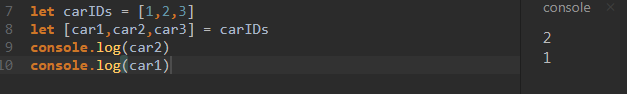 7 let carIDs = [1,2,3]
8 let [car1,car2,car3] = carIDs
9 console.log(car2)
10 console.log(car1)
console ×
2
1